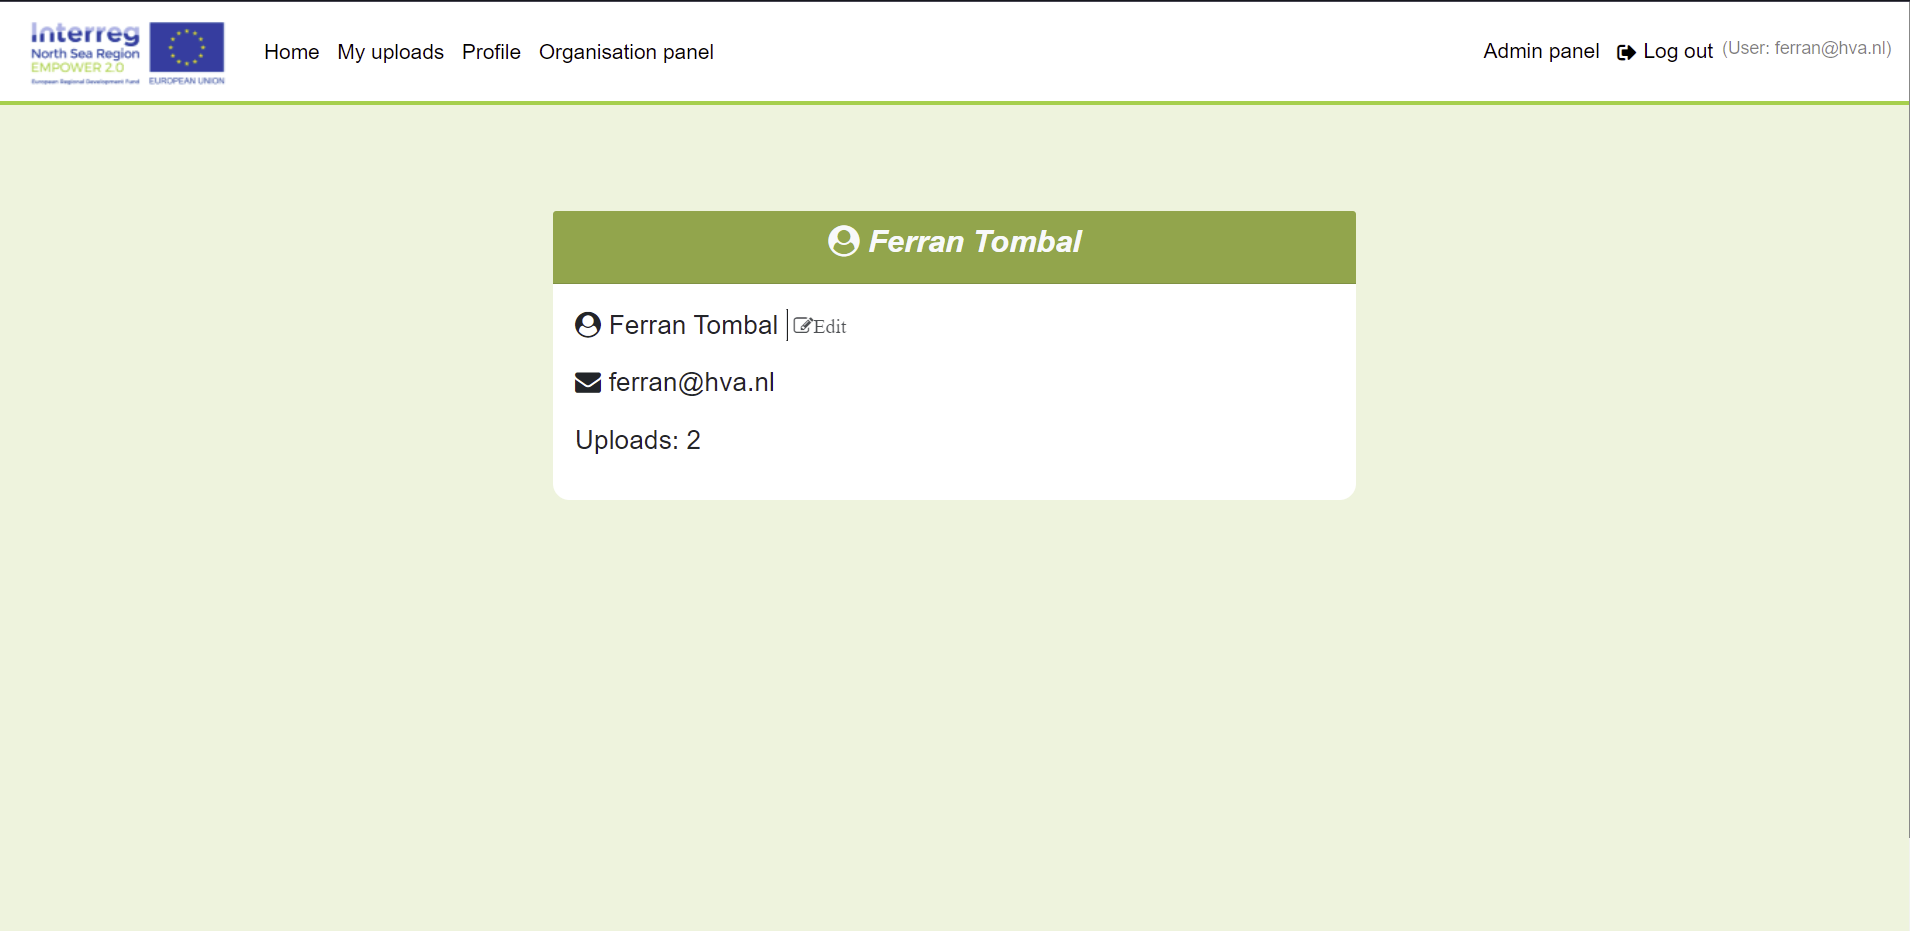 Interreg
North Sea Region
EMPOWER 2.0
European Regional Development Fund EUROPEAN UNION
Home My uploads Profile Organisation panel
Admin panel Log out (User: ferran@hva.nl)
Ferran Tombal
Ferran Tombal Edit
ferran@hva.nl
Uploads: 2